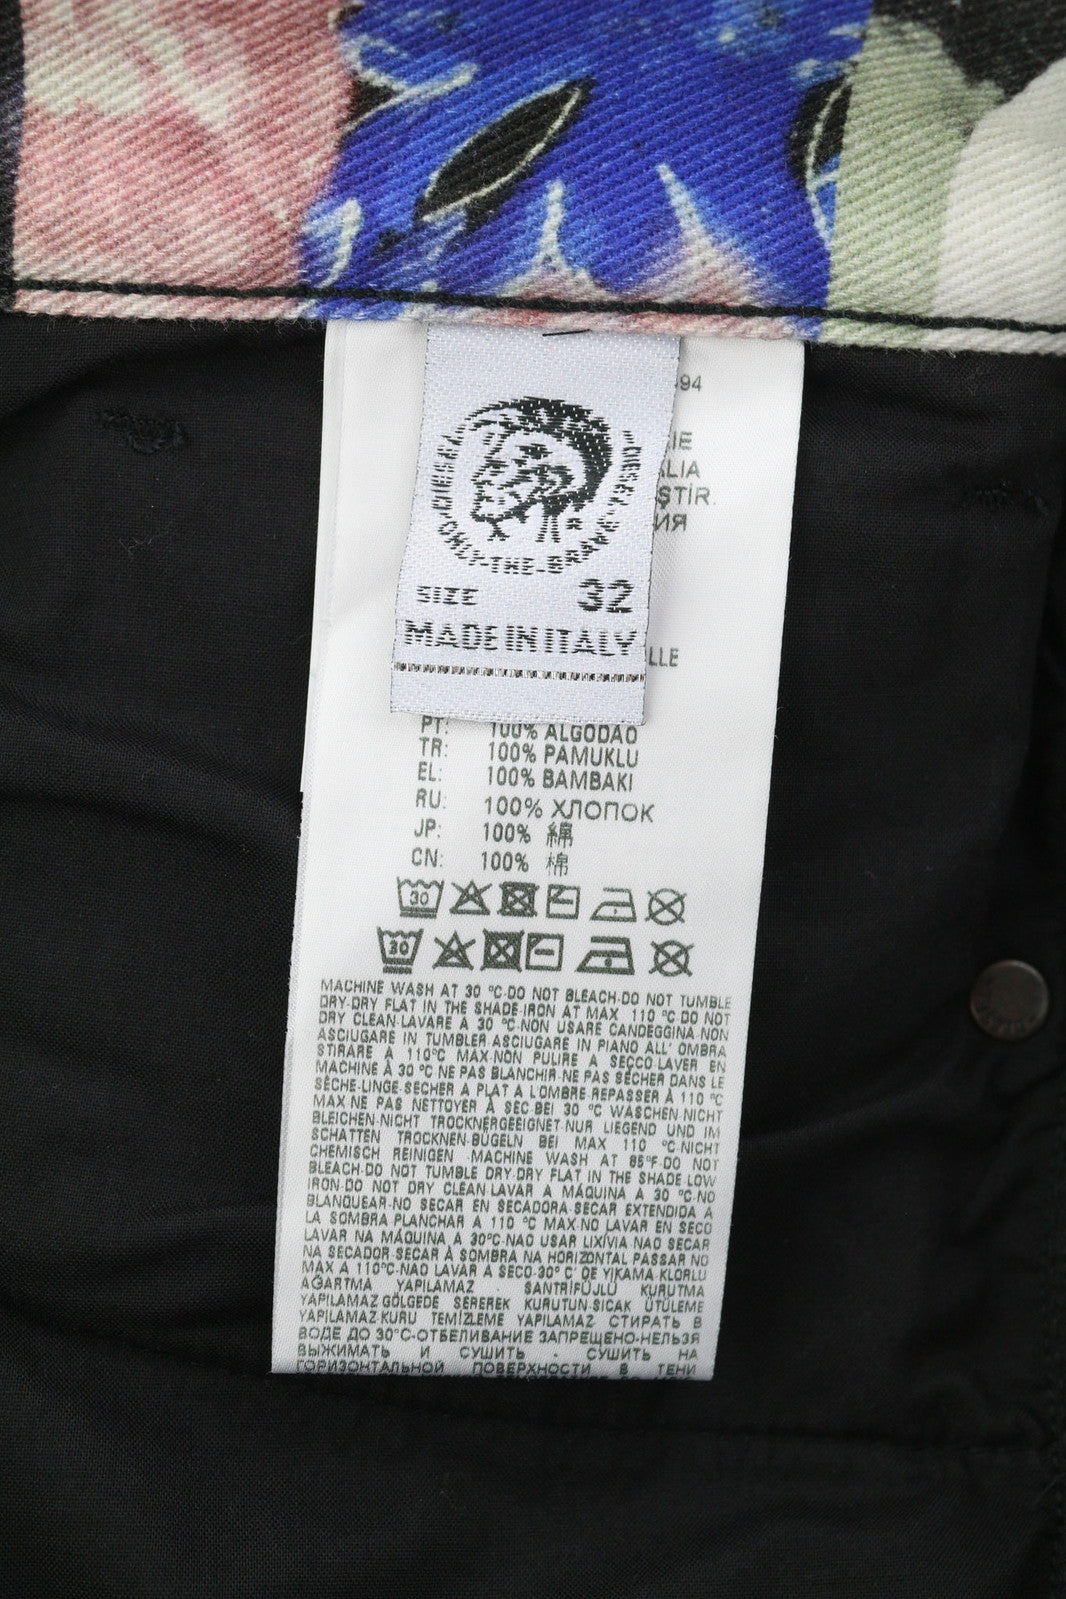 -94
DIESEL
ONLY-THE-BRAVE
SIZE 32
MADE IN ITALY
PT: 100% ALGODAO
TR: 100% PAMUKLU
EL: 100% BAMBAKI
RU: 100% ХЛОПОК
JP: 100% 綿
CN: 100% 棉
30
30
MACHINE WASH AT 30 °C-DO NOT BLEACH-DO NOT TUMBLE
DRY-DRY FLAT IN THE SHADE-IRON AT MAX 110 °C-DO NOT
DRY CLEAN-LAVARE À 30 °C-NON USARE CANDEGGINA-NON
ASCIUGARE IN TUMBLER-ASCIUGARE IN PIANO ALL' OMBRA
STIRARE A 110°C MAX-NON PULIRE A SECCO-LAVER EN
MACHINE À 30 °C NE PAS BLANCHIR-NE PAS SÉCHER DANS LE
SÈCHE-LINGE-SECHER A PLAT A L'OMBRE-REPASSER À 110 °C
MAX-NE PAS NETTOYER À SEC-BEI 30 °C WASCHEN-NICHT
BLEICHEN-NICHT TROCKNERGEEIGNET-NUR LIEGEND UND IM
SCHATTEN TROCKNEN-BÜGELN BEI MAX 110 °C-NICHT
CHEMISCH REINIGEN-MACHINE WASH AT 85°F-DO NOT
BLEACH-DO NOT TUMBLE DRY-DRY FLAT IN THE SHADE-LOW
IRON-DO NOT DRY CLEAN-LAVAR A MÁQUINA A 30 °C-NO
BLANQUEAR-NO SECAR EN SECADORA-SECAR EXTENDIDA A
LA SOMBRA-PLANCHAR A 110 °C MAX-NO LAVAR EN SECO
LAVAR NA MÁQUINA A 30°C-NAO USAR LIXÍVIA-NAO SECAR
NA SECADOR-SECAR À SOMBRA NA HORIZONTAL-PASSAR NO
MAX A 110°C-NAO LAVAR A SECO-30° C' DE YIKAMA-KLORLU
AĞARTMA YAPILAMAZ - SANTRİFÜJLÜ KURUTMA
YAPILAMAZ-GÖLGEDE SEREREK KURUTUN-SICAK ÜTÜLEME
YAPILAMAZ-KURU TEMİZLEME YAPILAMAZ СТИРАТЬ В
ВОДЕ ДО 30°C-ОТБЕЛИВАНИЕ ЗАПРЕЩЕНО-НЕЛЬЗЯ
ВЫЖИМАТЬ И СУШИТЬ - СУШИТЬ НА
ГОРИЗОНТАЛЬНОЙ ПОВЕРХНОСТИ В ТЕНИ